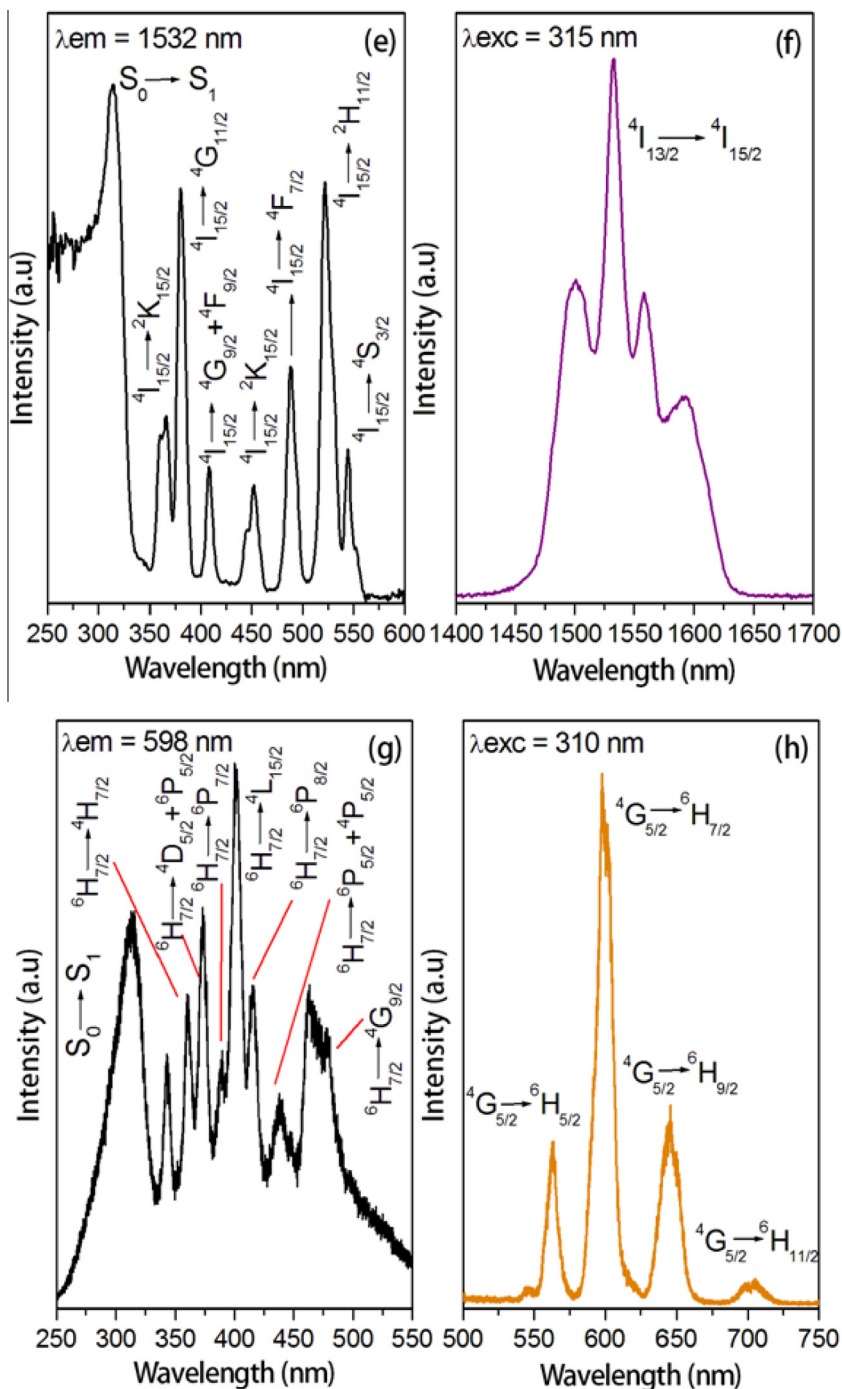 λem = 1532 nm
(e)
S₀ → S₁
⁴I₁₅/₂ → ²K₁₅/₂
⁴I₁₅/₂ → ⁴G₁₁/₂
⁴I₁₅/₂ → ⁴G₉/₂ + ⁴F₉/₂
⁴I₁₅/₂ → ²K₁₅/₂
⁴I₁₅/₂ → ⁴F₇/₂
⁴I₁₅/₂ → ²H₁₁/₂
⁴I₁₅/₂ → ⁴S₃/₂
Intensity (a.u)
250 300 350 400 450 500 550 600
Wavelength (nm)
λexc = 315 nm
(f)
⁴I₁₃/₂ → ⁴I₁₅/₂
Intensity (a.u)
1400 1450 1500 1550 1600 1650 1700
Wavelength (nm)
λem = 598 nm
(g)
S₀ → S₁
⁶H₇/₂ → ⁴H₇/₂
⁶H₇/₂ → ⁴D₅/₂ + ⁶P₅/₂
⁶H₇/₂ → ⁶P₇/₂
⁶H₇/₂ → ⁴L₁₅/₂
⁶H₇/₂ → ⁶P₈/₂
⁶H₇/₂ → ⁶P₅/₂ + ⁴P₅/₂
⁶H₇/₂ → ⁴G₉/₂
Intensity (a.u)
250 300 350 400 450 500 550
Wavelength (nm)
λexc = 310 nm
(h)
⁴G₅/₂ → ⁶H₅/₂
⁴G₅/₂ → ⁶H₇/₂
⁴G₅/₂ → ⁶H₉/₂
⁴G₅/₂ → ⁶H₁₁/₂
Intensity (a.u)
500 550 600 650 700 750
Wavelength (nm)